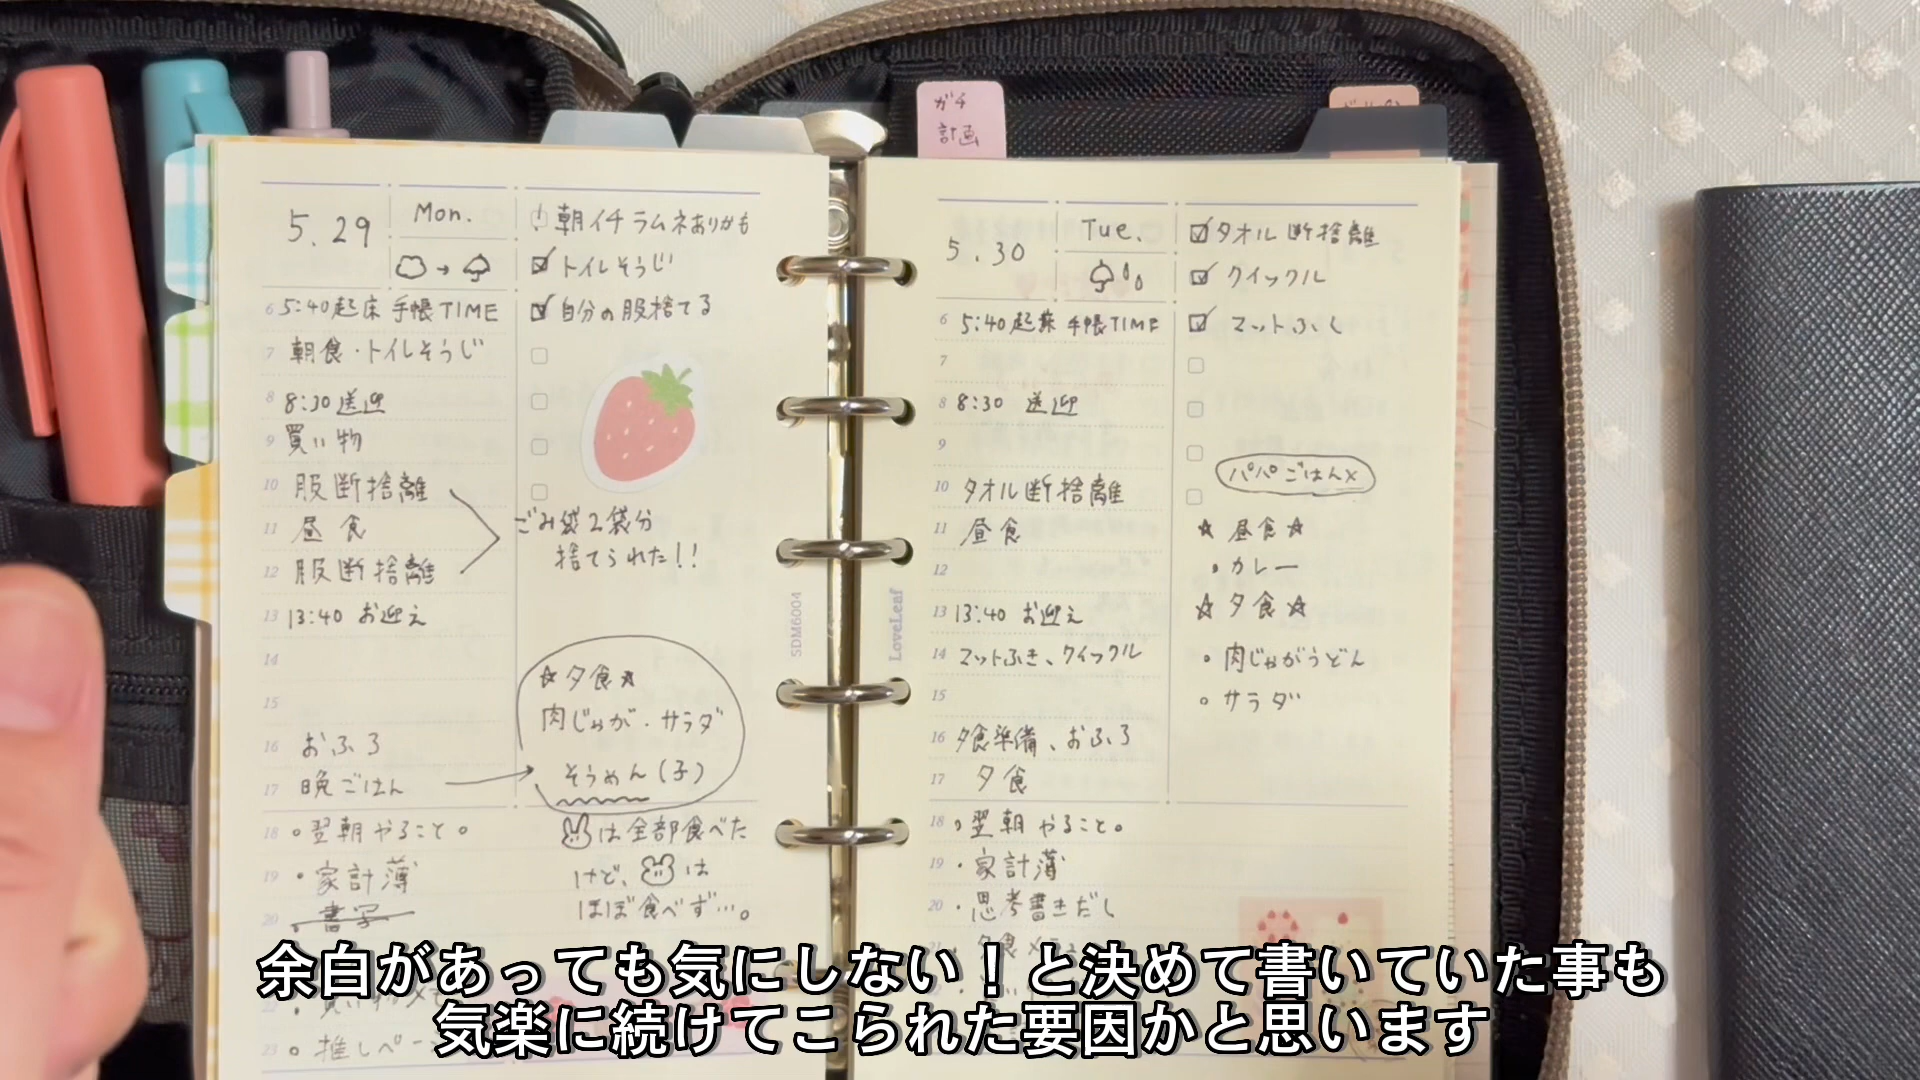 ガチ
計画
5.29
Mon.
朝イチラムネありかも
トイレそうじ
自分の服捨てる
6 5:40起床 手帳TIME
7 朝食・トイレそうじ
8 8:30送迎
9 買い物
10 服断捨離
11 昼食
12 服断捨離
ごみ袋2袋分
捨てられた!!
13 13:40 お迎え
14
15
16 おふろ
17 晩ごはん
☆夕食☆
肉じゃが・サラダ
そうめん(子)
は全部食べた
けど、は
ほぼ食べず…。
18 翌朝やること。
19 ・家計簿
20 ・書写
23 推しペー
SDM6004
LoveLeaf
5.30
Tue.
タオル断捨離
クイックル
マットふく
6 5:40起床 手帳TIME
7
8 8:30 送迎
9
10 タオル断捨離
11 昼食
12
13 13:40 お迎え
14 マットふき、クイックル
15
16 夕食準備、おふろ
17 夕食
パパごはん×
☆昼食☆
・カレー
☆夕食☆
・肉じゃがうどん
・サラダ
18 翌朝やること。
19 ・家計簿
20 ・思考書きだし
余白があっても気にしない！と決めて書いていた事も
気楽に続けてこられた要因かと思います